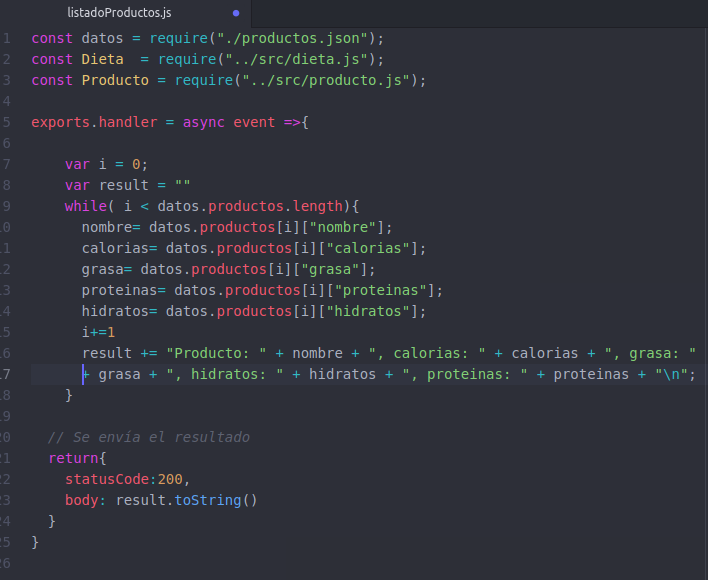 listadoProductos.js
1 const datos = require("./productos.json");
2 const Dieta  = require("../src/dieta.js");
3 const Producto = require("../src/producto.js");
4
5 exports.handler = async event =>{
6
7     var i = 0;
8     var result = ""
9     while( i < datos.productos.length){
10       nombre= datos.productos[i]["nombre"];
11       calorias= datos.productos[i]["calorias"];
12       grasa= datos.productos[i]["grasa"];
13       proteinas= datos.productos[i]["proteinas"];
14       hidratos= datos.productos[i]["hidratos"];
15       i+=1
16       result += "Producto: " + nombre + ", calorias: " + calorias + ", grasa: "
17       + grasa + ", hidratos: " + hidratos + ", proteinas: " + proteinas + "\n";
18     }
19
20   // Se envía el resultado
21   return{
22     statusCode:200,
23     body: result.toString()
24   }
25 }
26